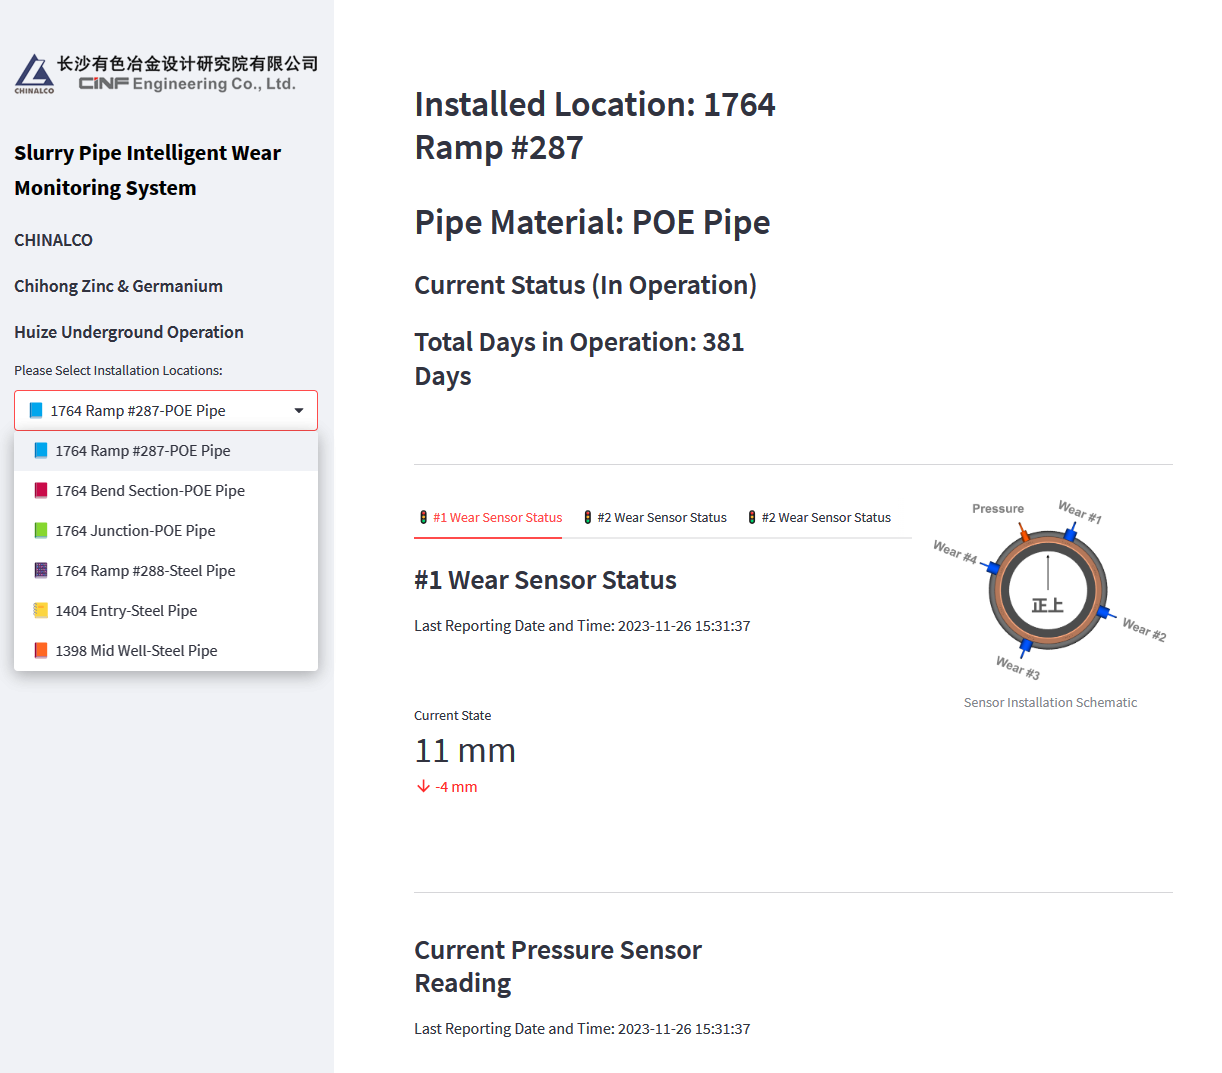 长沙有色冶金设计研究院有限公司
CHINALCO
CINF Engineering Co., Ltd.
Slurry Pipe Intelligent Wear
Monitoring System
CHINALCO
Chihong Zinc & Germanium
Huize Underground Operation
Please Select Installation Locations:
1764 Ramp #287-POE Pipe
1764 Ramp #287-POE Pipe
1764 Bend Section-POE Pipe
1764 Junction-POE Pipe
1764 Ramp #288-Steel Pipe
1404 Entry-Steel Pipe
1398 Mid Well-Steel Pipe
Installed Location: 1764
Ramp #287
Pipe Material: POE Pipe
Current Status (In Operation)
Total Days in Operation: 381
Days
#1 Wear Sensor Status
#2 Wear Sensor Status
#2 Wear Sensor Status
#1 Wear Sensor Status
Last Reporting Date and Time: 2023-11-26 15:31:37
Current State
11 mm
-4 mm
Pressure
Wear #1
Wear #4
正上
Wear #2
Wear #3
Sensor Installation Schematic
Current Pressure Sensor
Reading
Last Reporting Date and Time: 2023-11-26 15:31:37